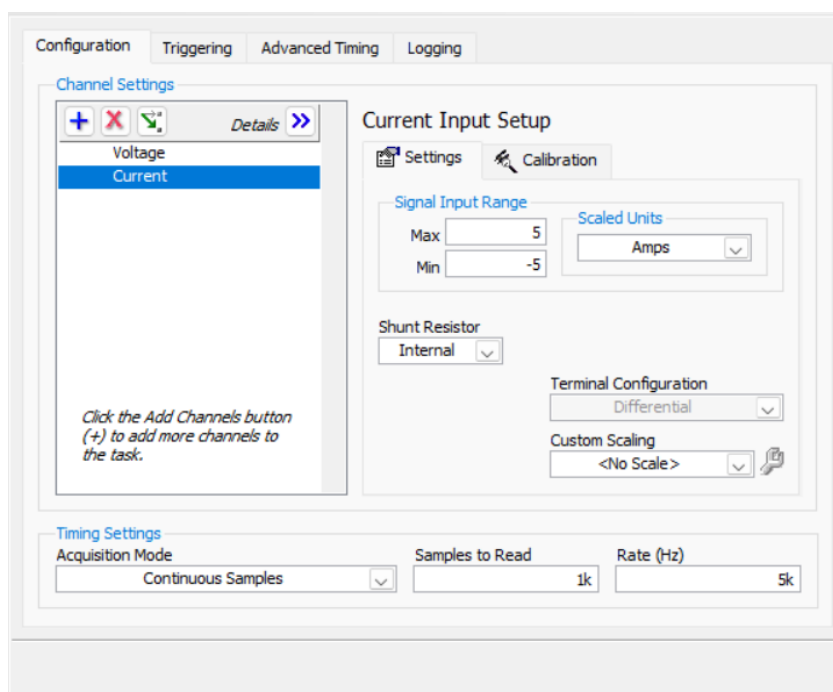 Configuration Triggering Advanced Timing Logging
Channel Settings
Details
Voltage
Current
Click the Add Channels button
(+) to add more channels to
the task.
Current Input Setup
Settings Calibration
Signal Input Range
Max 5
Min -5
Scaled Units
Amps
Shunt Resistor
Internal
Terminal Configuration
Differential
Custom Scaling
<No Scale>
Timing Settings
Acquisition Mode Samples to Read Rate (Hz)
Continuous Samples 1k 5k